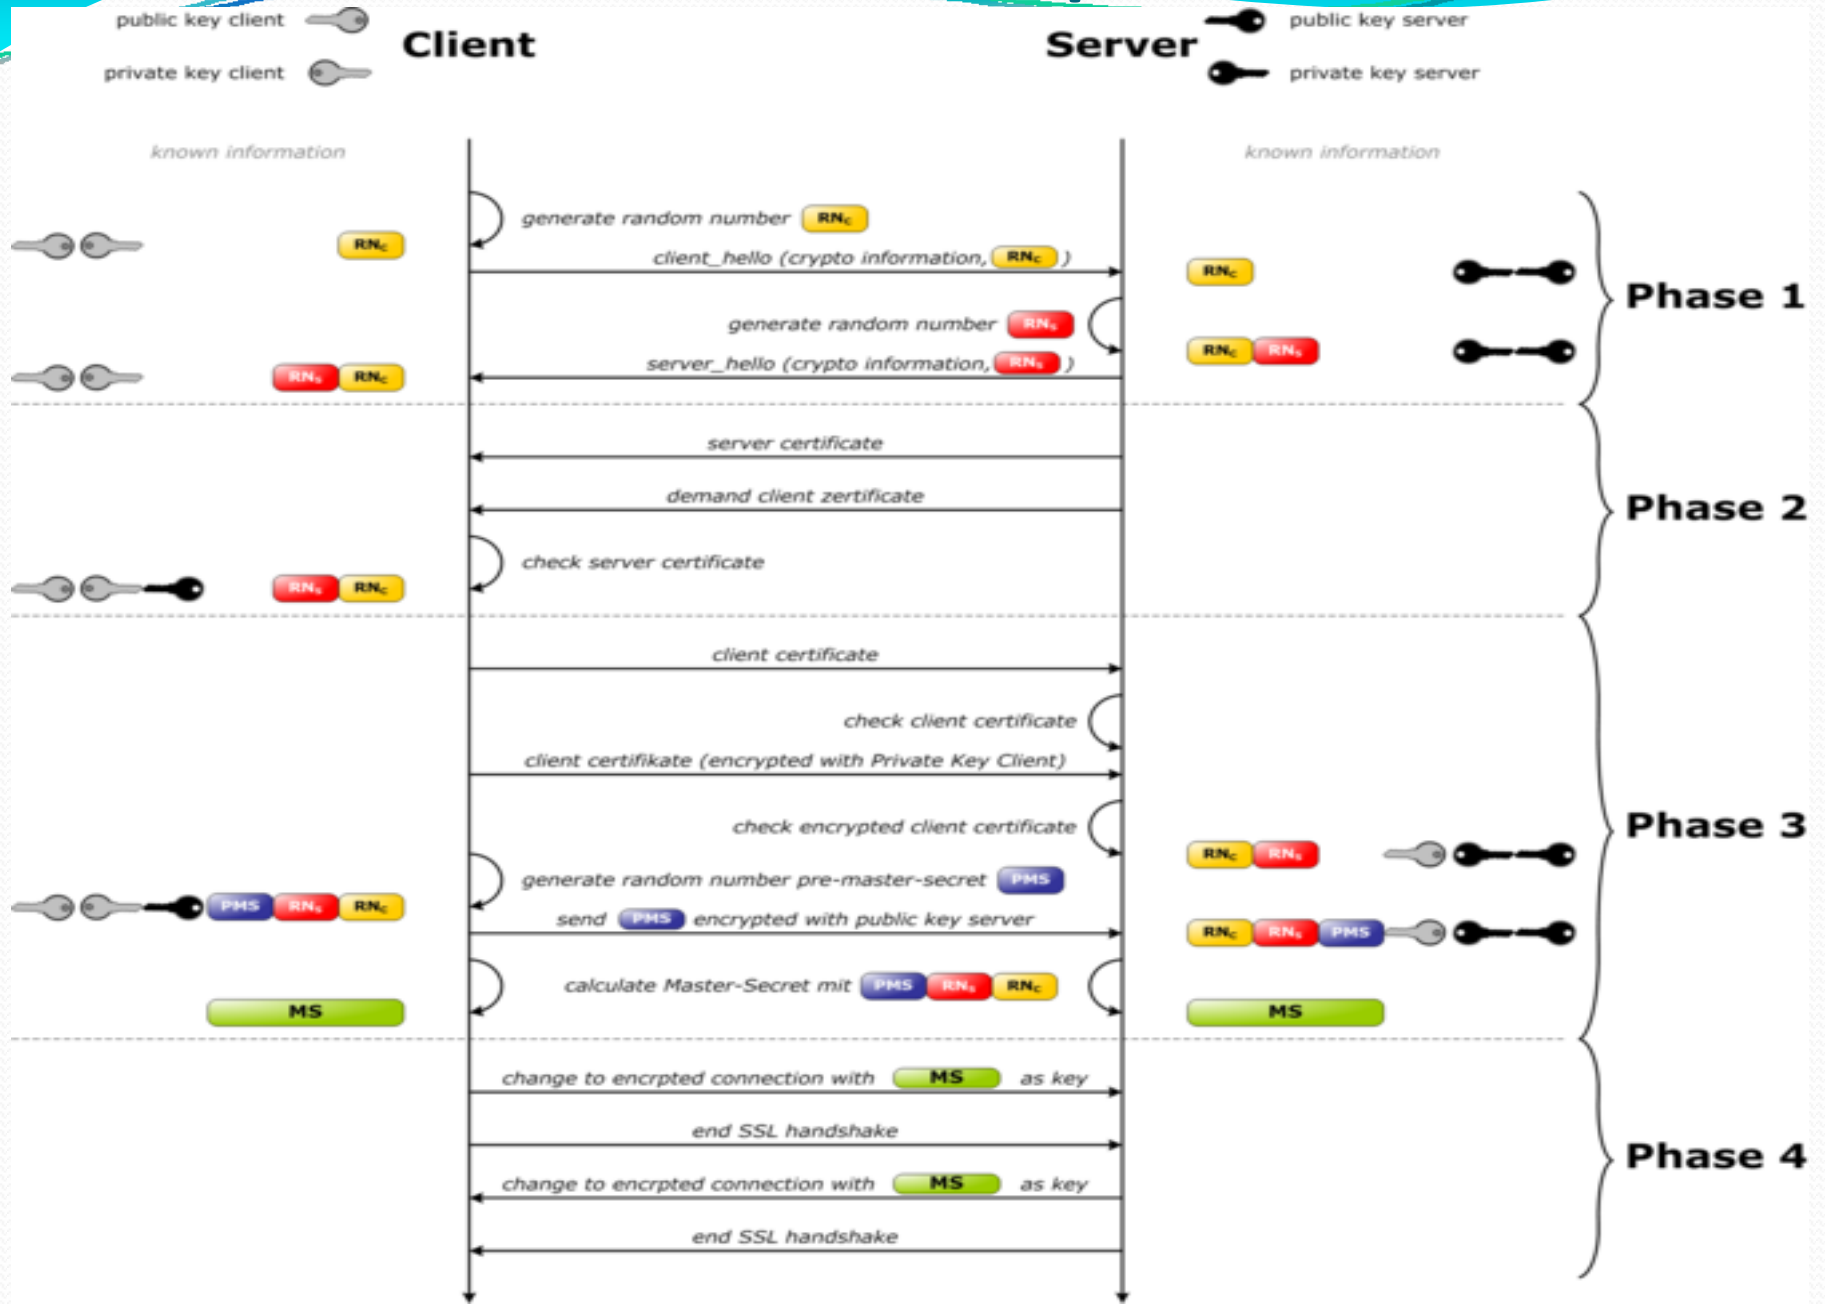 public key client
private key client
Client
Server
public key server
private key server
known information
known information
generate random number RNc
RNc
client_hello (crypto information, RNc )
RNc
Phase 1
generate random number RNs
RNc RNs
server_hello (crypto information, RNs )
RNs RNc
server certificate
demand client zertificate
Phase 2
check server certificate
RNs RNc
client certificate
check client certificate
client certifikate (encrypted with Private Key Client)
Phase 3
check encrypted client certificate
RNc RNs
generate random number pre-master-secret PMS
PMS RNs RNc
send PMS encrypted with public key server
RNc RNs PMS
calculate Master-Secret mit PMS RNs RNc
MS
MS
change to encrpted connection with MS as key
end SSL handshake
Phase 4
change to encrpted connection with MS as key
end SSL handshake